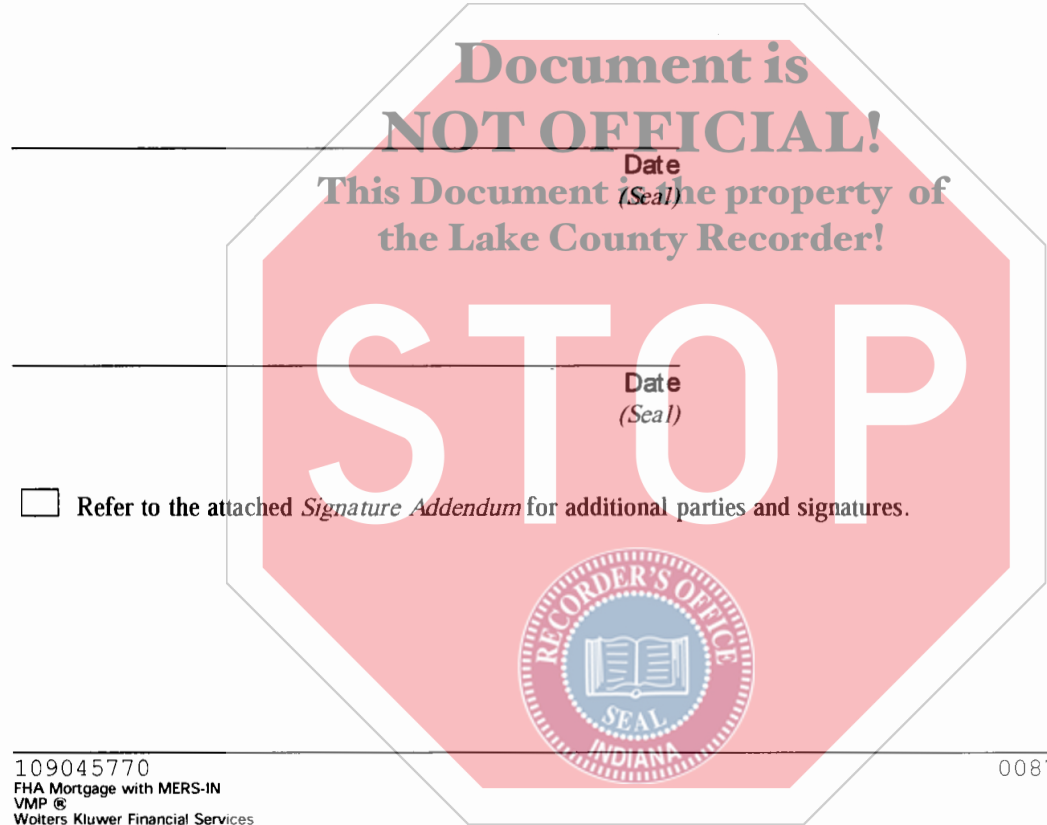 Document is
NOT OFFICIAL!
Date
This Document is the property of
(Seal)
the Lake County Recorder!
STOP
Date
(Seal)
Refer to the attached Signature Addendum for additional parties and signatures.
RECORDER'S OFFICE
SEAL
INDIANA
109045770
FHA Mortgage with MERS-IN
VMP ®
Wolters Kluwer Financial Services